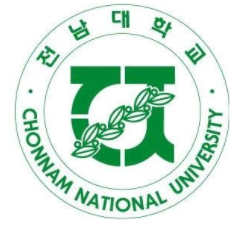 전남대학교
CHONNAM NATIONAL UNIVERSITY